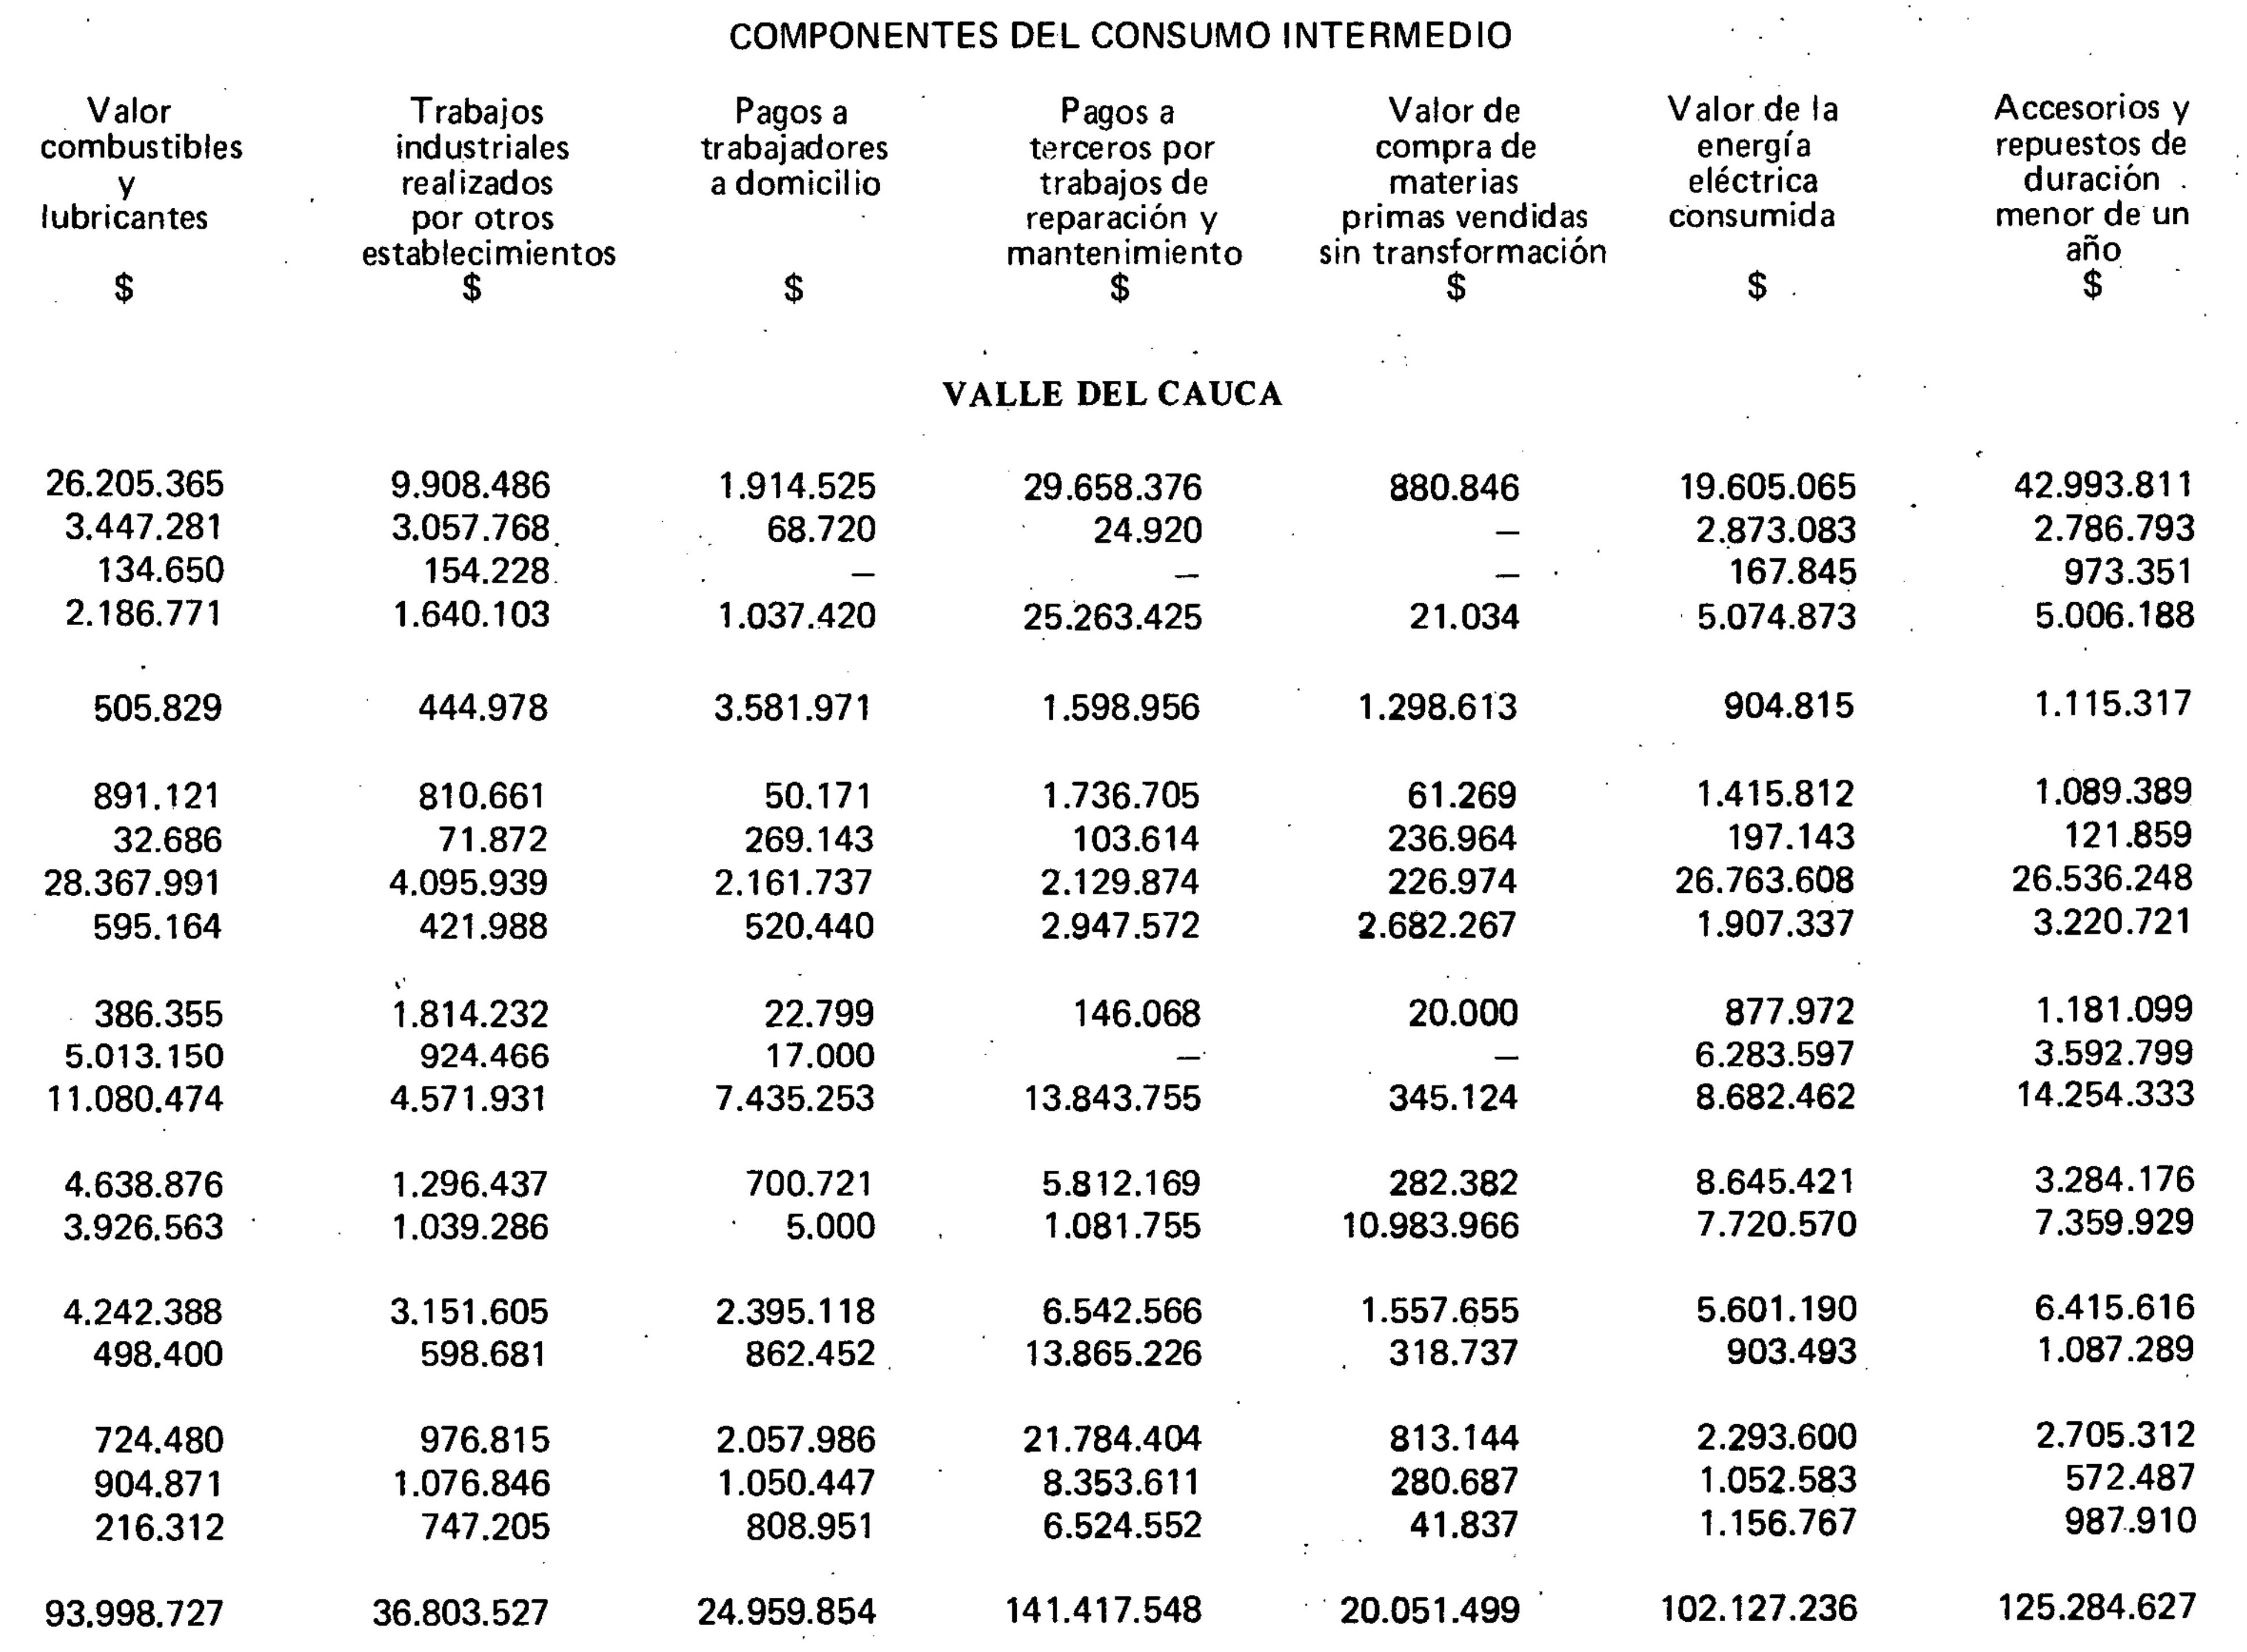 COMPONENTES DEL CONSUMO INTERMEDIO
Valor combustibles y lubricantes $ Trabajos industriales realizados por otros establecimientos $ Pagos a trabajadores a domicilio $ Pagos a terceros por trabajos de reparación y mantenimiento $ Valor de compra de materias primas vendidas sin transformación $ Valor de la energía eléctrica consumida $ Accesorios y repuestos de duración menor de un año $
VALLE DEL CAUCA
26.205.365 9.908.486 1.914.525 29.658.376 880.846 19.605.065 42.993.811
3.447.281 3.057.768 68.720 24.920 — 2.873.083 2.786.793
134.650 154.228 — — — 167.845 973.351
2.186.771 1.640.103 1.037.420 25.263.425 21.034 5.074.873 5.006.188
505.829 444.978 3.581.971 1.598.956 1.298.613 904.815 1.115.317
891.121 810.661 50.171 1.736.705 61.269 1.415.812 1.089.389
32.686 71.872 269.143 103.614 236.964 197.143 121.859
28.367.991 4.095.939 2.161.737 2.129.874 226.974 26.763.608 26.536.248
595.164 421.988 520.440 2.947.572 2.682.267 1.907.337 3.220.721
386.355 1.814.232 22.799 146.068 20.000 877.972 1.181.099
5.013.150 924.466 17.000 — — 6.283.597 3.592.799
11.080.474 4.571.931 7.435.253 13.843.755 345.124 8.682.462 14.254.333
4.638.876 1.296.437 700.721 5.812.169 282.382 8.645.421 3.284.176
3.926.563 1.039.286 5.000 1.081.755 10.983.966 7.720.570 7.359.929
4.242.388 3.151.605 2.395.118 6.542.566 1.557.655 5.601.190 6.415.616
498.400 598.681 862.452 13.865.226 318.737 903.493 1.087.289
724.480 976.815 2.057.986 21.784.404 813.144 2.293.600 2.705.312
904.871 1.076.846 1.050.447 8.353.611 280.687 1.052.583 572.487
216.312 747.205 808.951 6.524.552 41.837 1.156.767 987.910
93.998.727 36.803.527 24.959.854 141.417.548 20.051.499 102.127.236 125.284.627